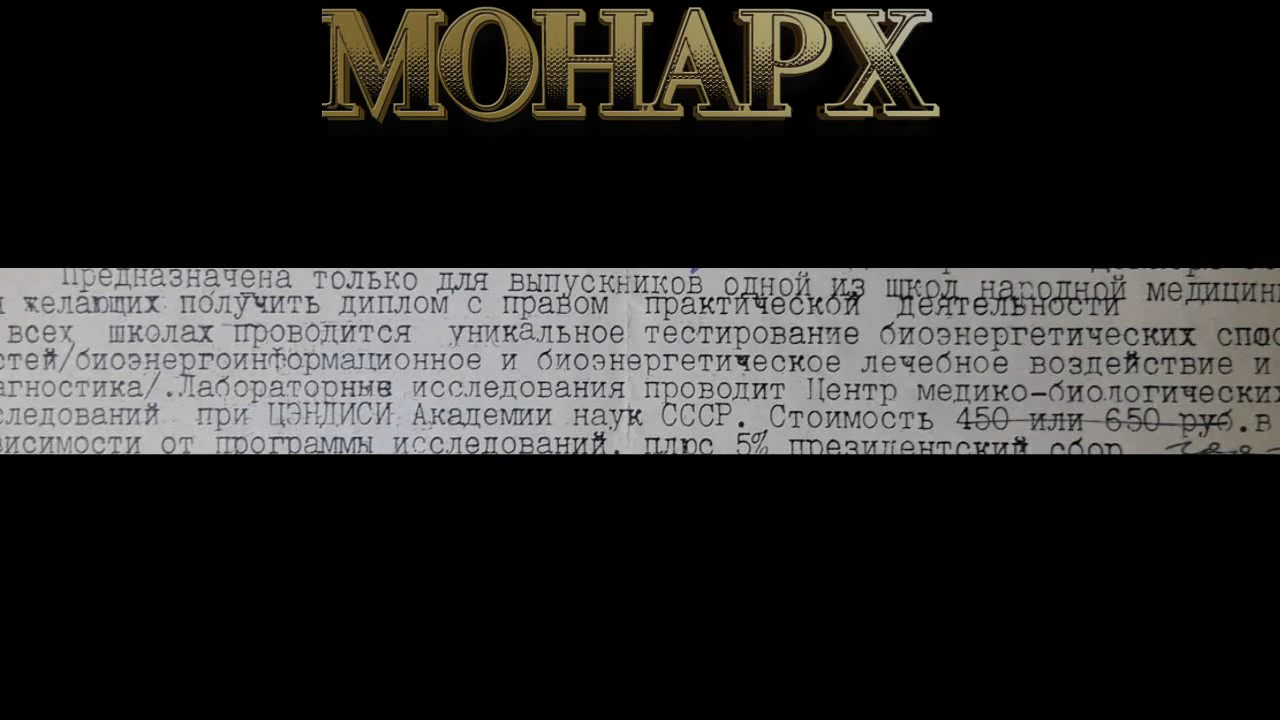 МОНАРХ
Предназначена только для выпускников одной из школ народной медицины
желающих получить диплом с правом практической деятельности
всех школах проводится уникальное тестирование биоэнергетических спос
стей/биоэнергоинформационное и биоэнергетическое лечебное воздействие и
агностика/.Лабораторные исследования проводит Центр медико-биологических
следований при ЦЭНДИСИ Академии наук СССР. Стоимость 450 или 650 руб.в
висимости от программы исследований. плюс 5% президентский сбор